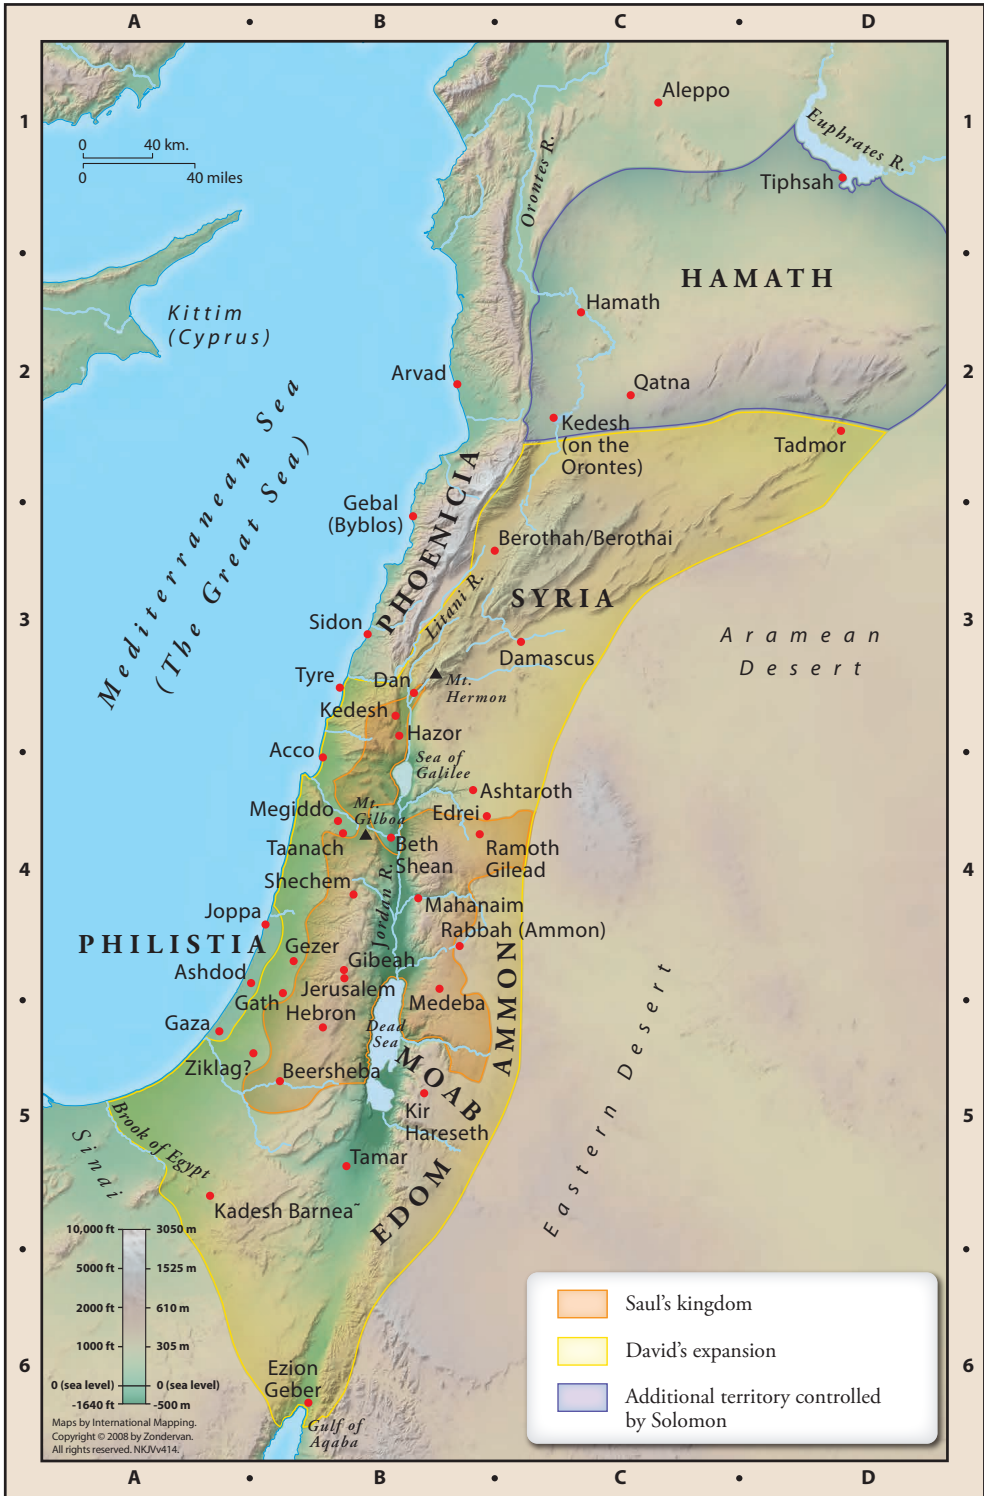 A
B
C
D
1
Aleppo
Euphrates R.
0 40 km.
0 40 miles
Orontes R.
Tiphsah
HAMATH
Hamath
Kittim
(Cyprus)
2
Arvad
Qatna
Kedesh
(on the
Orontes)
Tadmor
Mediterranean Sea
(The Great Sea)
Gebal
(Byblos)
PHOENICIA
Berothah/Berothai
Litani R.
SYRIA
3
Sidon
Aramean
Desert
Damascus
Tyre
Dan
Mt.
Hermon
Kedesh
Hazor
Acco
Sea of
Galilee
Ashtaroth
Megiddo
Mt.
Gilboa
Edrei
Taanach
Beth
Shean
Ramoth
Gilead
4
Shechem
Jordan R.
Mahanaim
Joppa
Rabbah (Ammon)
PHILISTIA
Gezer
Gibeah
AMMON
Ashdod
Jerusalem
Gath
Medeba
Hebron
Gaza
Dead
Sea
Eastern Desert
Ziklag?
Beersheba
MOAB
5
Kir
Hareseth
Brook of Egypt
Sinai
Tamar
EDOM
Kadesh Barnea˜
10,000 ft 3050 m
5000 ft 1525 m
2000 ft 610 m
1000 ft 305 m
0 (sea level) 0 (sea level)
-1640 ft -500 m
Saul's kingdom
David's expansion
Additional territory controlled
by Solomon
6
Ezion
Geber
Gulf of
Aqaba
Maps by International Mapping.
Copyright © 2008 by Zondervan.
All rights reserved. NKJVv414.
1
2
3
4
5
6
A
B
C
D